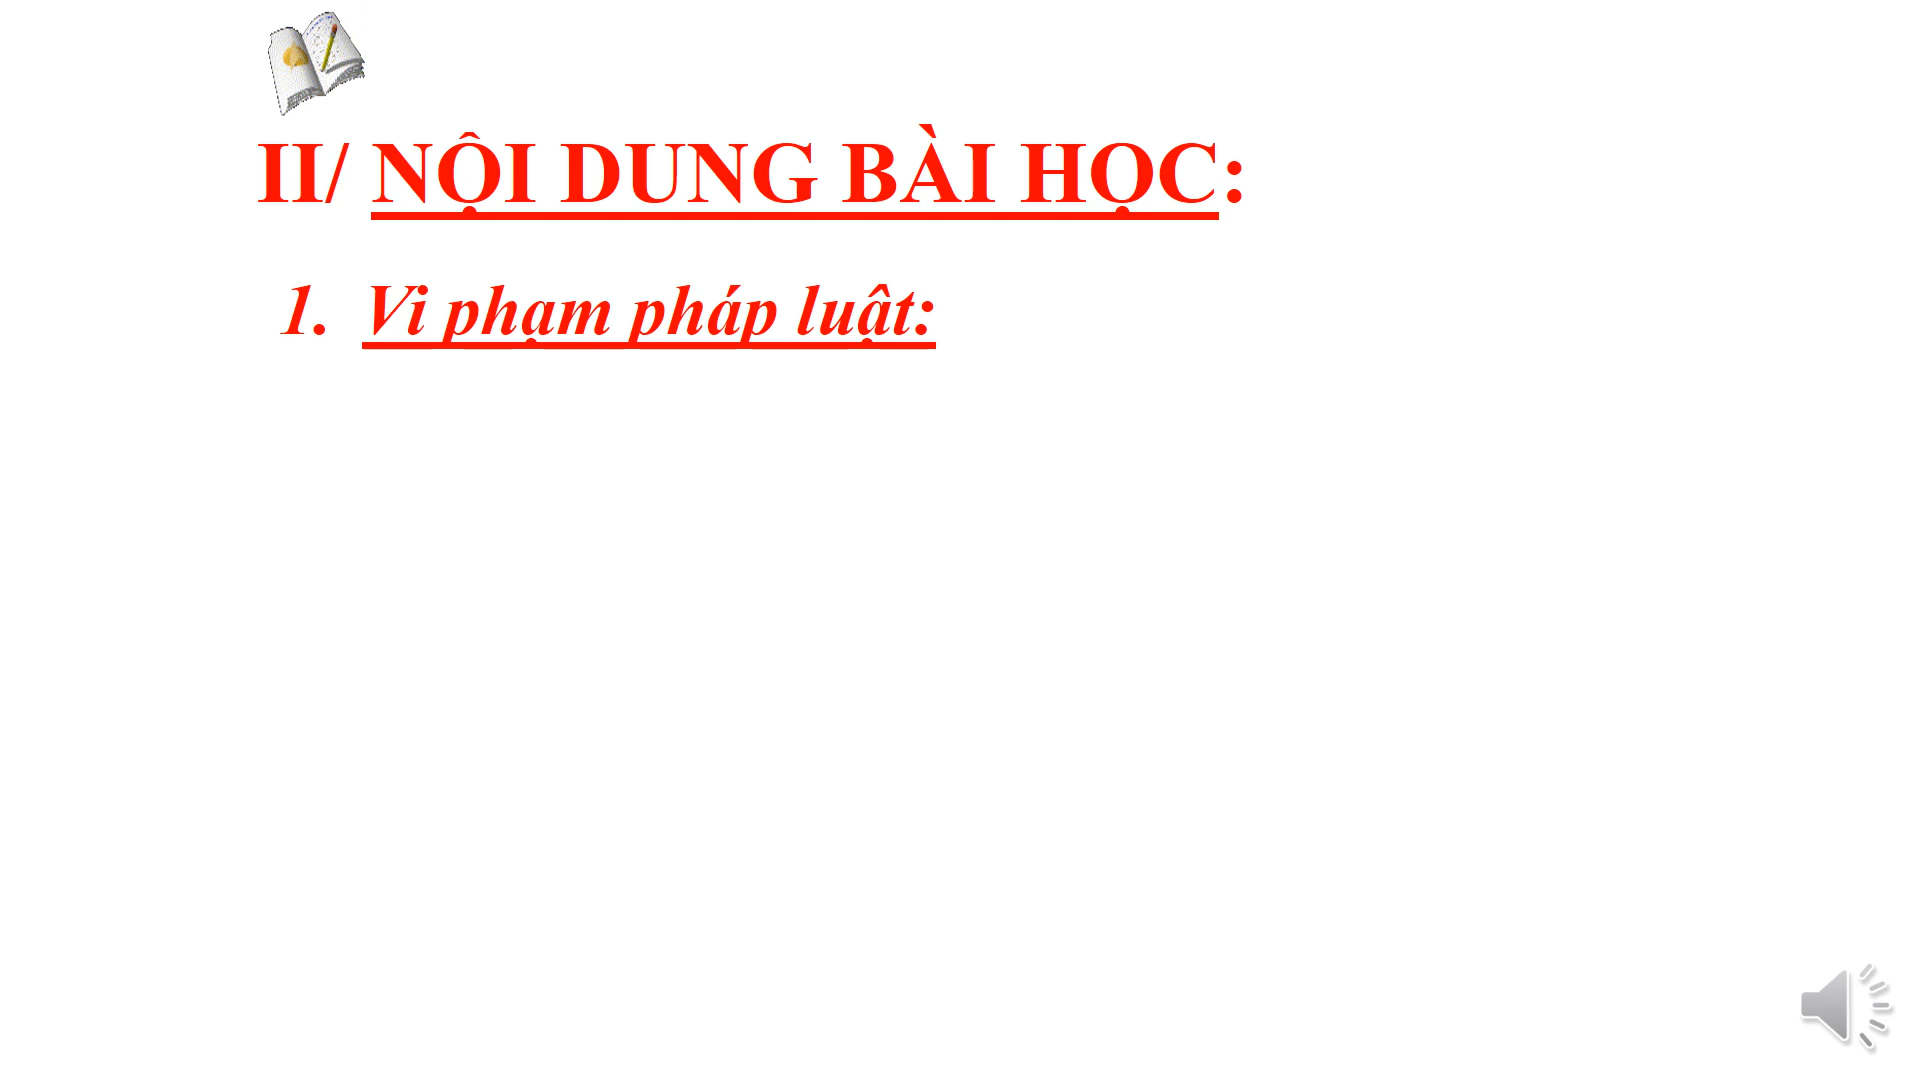 II/ NỘI DUNG BÀI HỌC:
1. Vi phạm pháp luật: